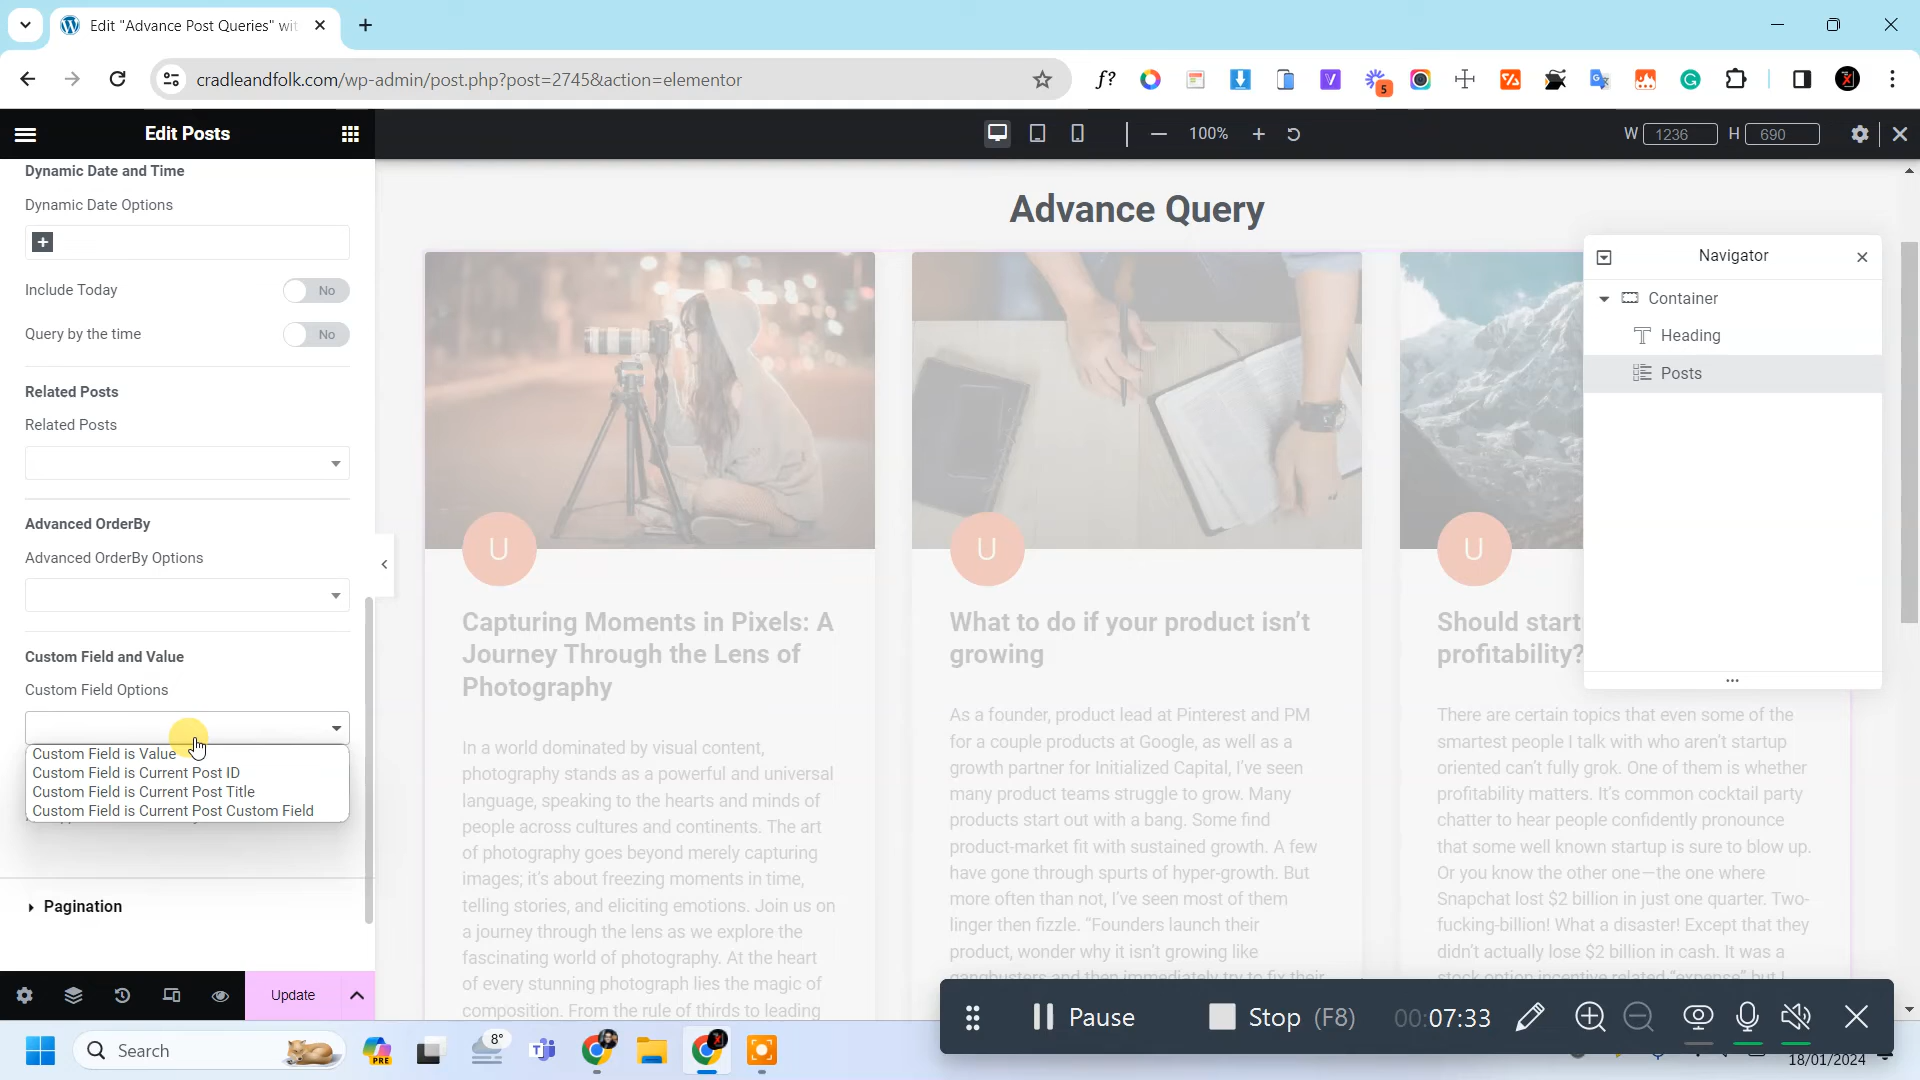 Edit "Advance Post Queries" wit
cradleandfolk.com/wp-admin/post.php?post=2745&action=elementor
f?
5
Edit Posts
100%
W 1236 H 690
Dynamic Date and Time
Dynamic Date Options
Include Today
No
Query by the time
No
Related Posts
Related Posts
Advanced OrderBy
Advanced OrderBy Options
Custom Field and Value
Custom Field Options
Custom Field is Value
Custom Field is Current Post ID
Custom Field is Current Post Title
Custom Field is Current Post Custom Field
Pagination
Update
Advance Query
U
Capturing Moments in Pixels: A
Journey Through the Lens of
Photography
In a world dominated by visual content,
photography stands as a powerful and universal
language, speaking to the hearts and minds of
people across cultures and continents. The art
of photography goes beyond merely capturing
images; it's about freezing moments in time,
telling stories, and eliciting emotions. Join us on
a journey through the lens as we explore the
fascinating world of photography. At the heart
of every stunning photograph lies the magic of
composition. From the rule of thirds to leading
U
What to do if your product isn't
growing
As a founder, product lead at Pinterest and PM
for a couple products at Google, as well as a
growth partner for Initialized Capital, I've seen
many product teams struggle to grow. Many
products start out with a bang. Some find
product-market fit with sustained growth. A few
have gone through spurts of hyper-growth. But
more often than not, I've seen most of them
linger then fizzle. "Founders launch their
product, wonder why it isn't growing like
gangbusters and then immediately try to fix their
U
Should start
profitability?
There are certain topics that even some of the
smartest people I talk with who aren't startup
oriented can't fully grok. One of them is whether
profitability matters. It's common cocktail party
chatter to hear people confidently pronounce
that some well known startup is sure to blow up.
Or you know the other one—the one where
Snapchat lost $2 billion in just one quarter. Two-
fucking-billion! What a disaster! Except that they
didn't actually lose $2 billion in cash. It was a
stock option incentive related "expense" but I
Navigator
Container
Heading
Posts
Pause
Stop (F8)
00:07:33
Search
PRE
8°
18/01/2024